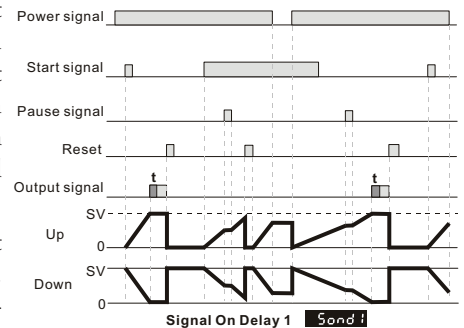 Power signal
Start signal
Pause signal
Reset
t
t
Output signal
SV
Up
0
SV
Down
0
Signal On Delay 1 Sond1